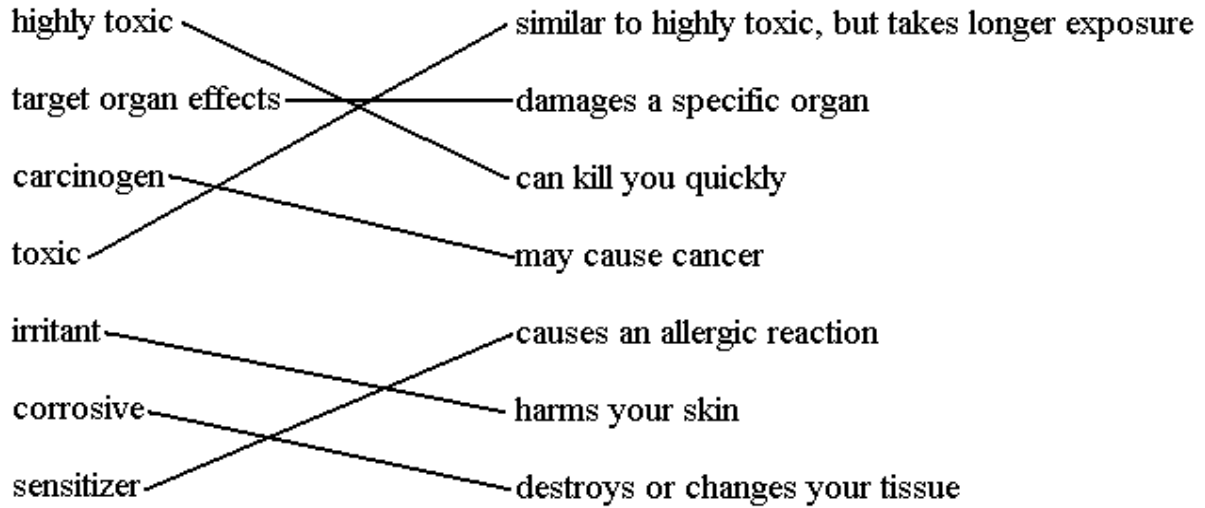 highly toxic similar to highly toxic, but takes longer exposure
target organ effects damages a specific organ
carcinogen can kill you quickly
toxic may cause cancer
irritant causes an allergic reaction
corrosive harms your skin
sensitizer destroys or changes your tissue